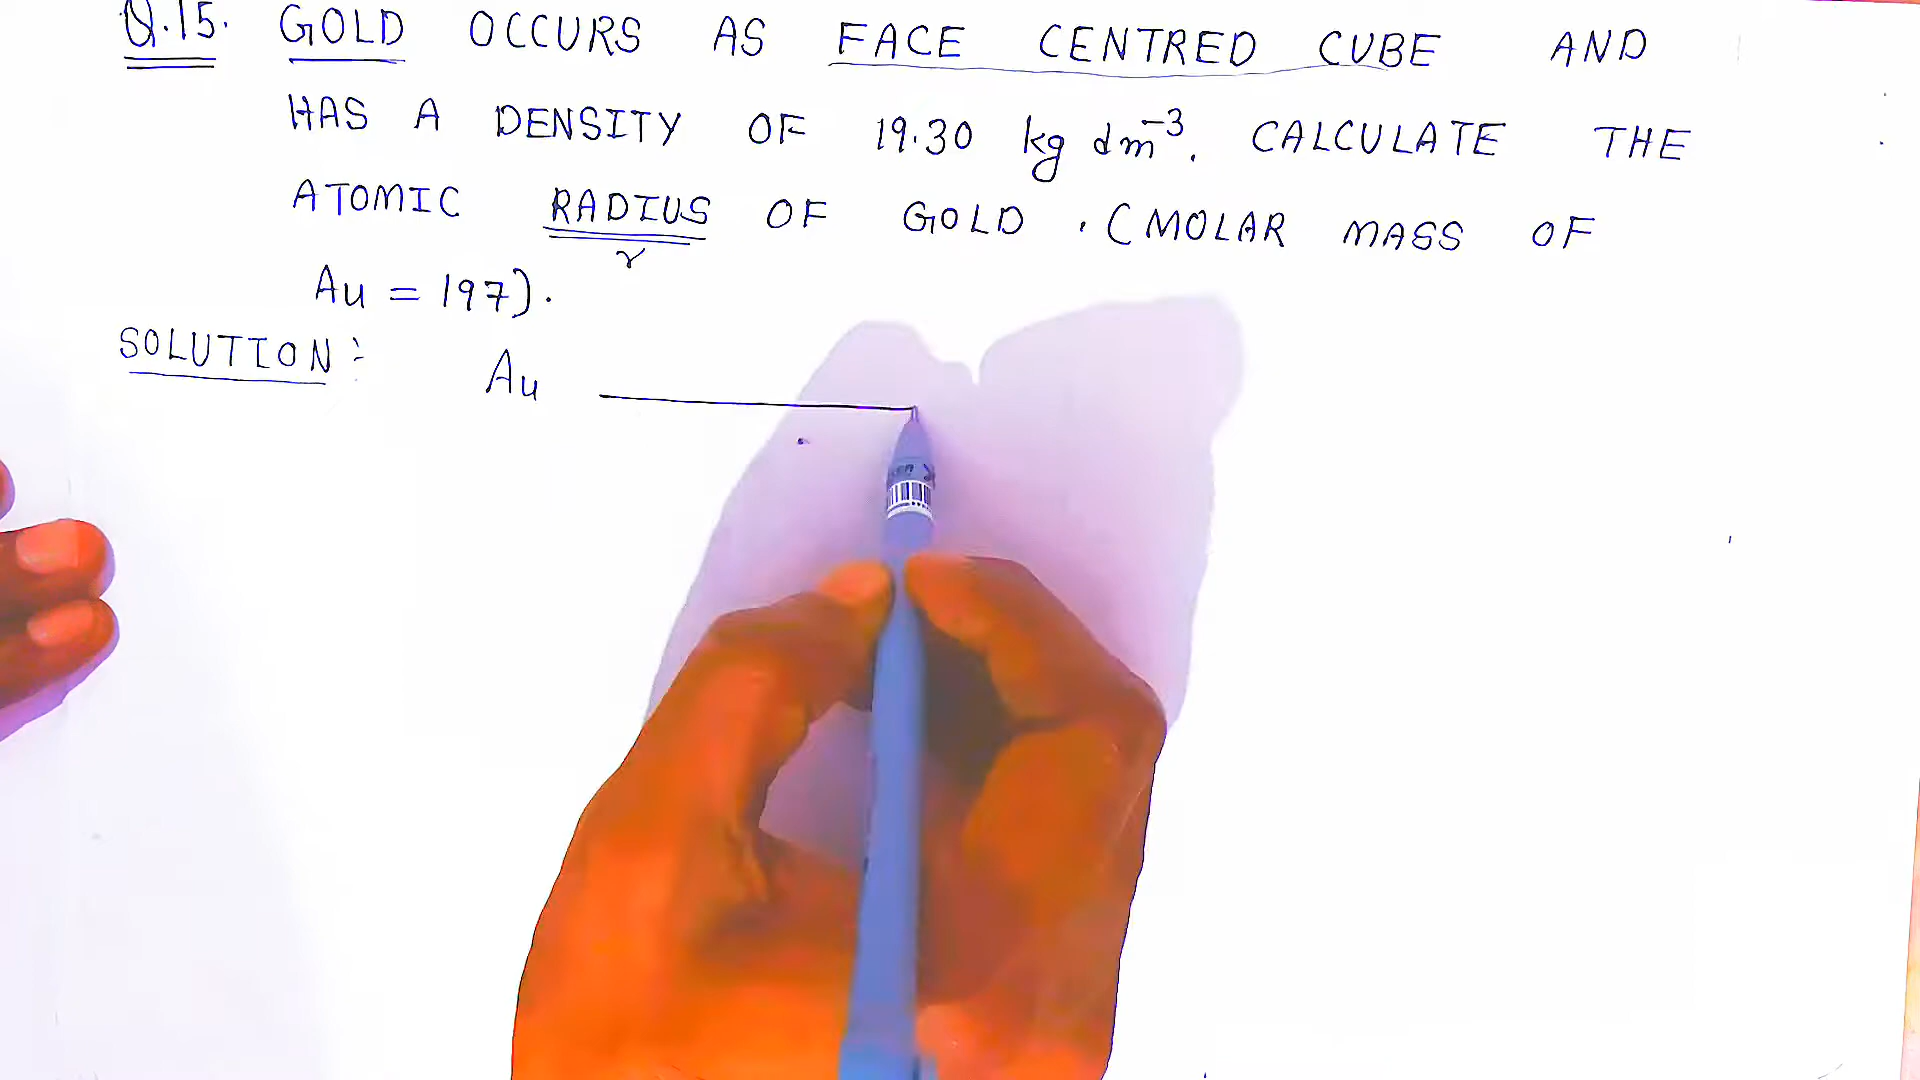 Q.15. GOLD OCCURS AS FACE CENTRED CUBE AND
HAS A DENSITY OF 19.30 kg dm⁻³. CALCULATE THE
ATOMIC RADIUS OF GOLD . (MOLAR MASS OF
r
Au = 197).
SOLUTION :
Au